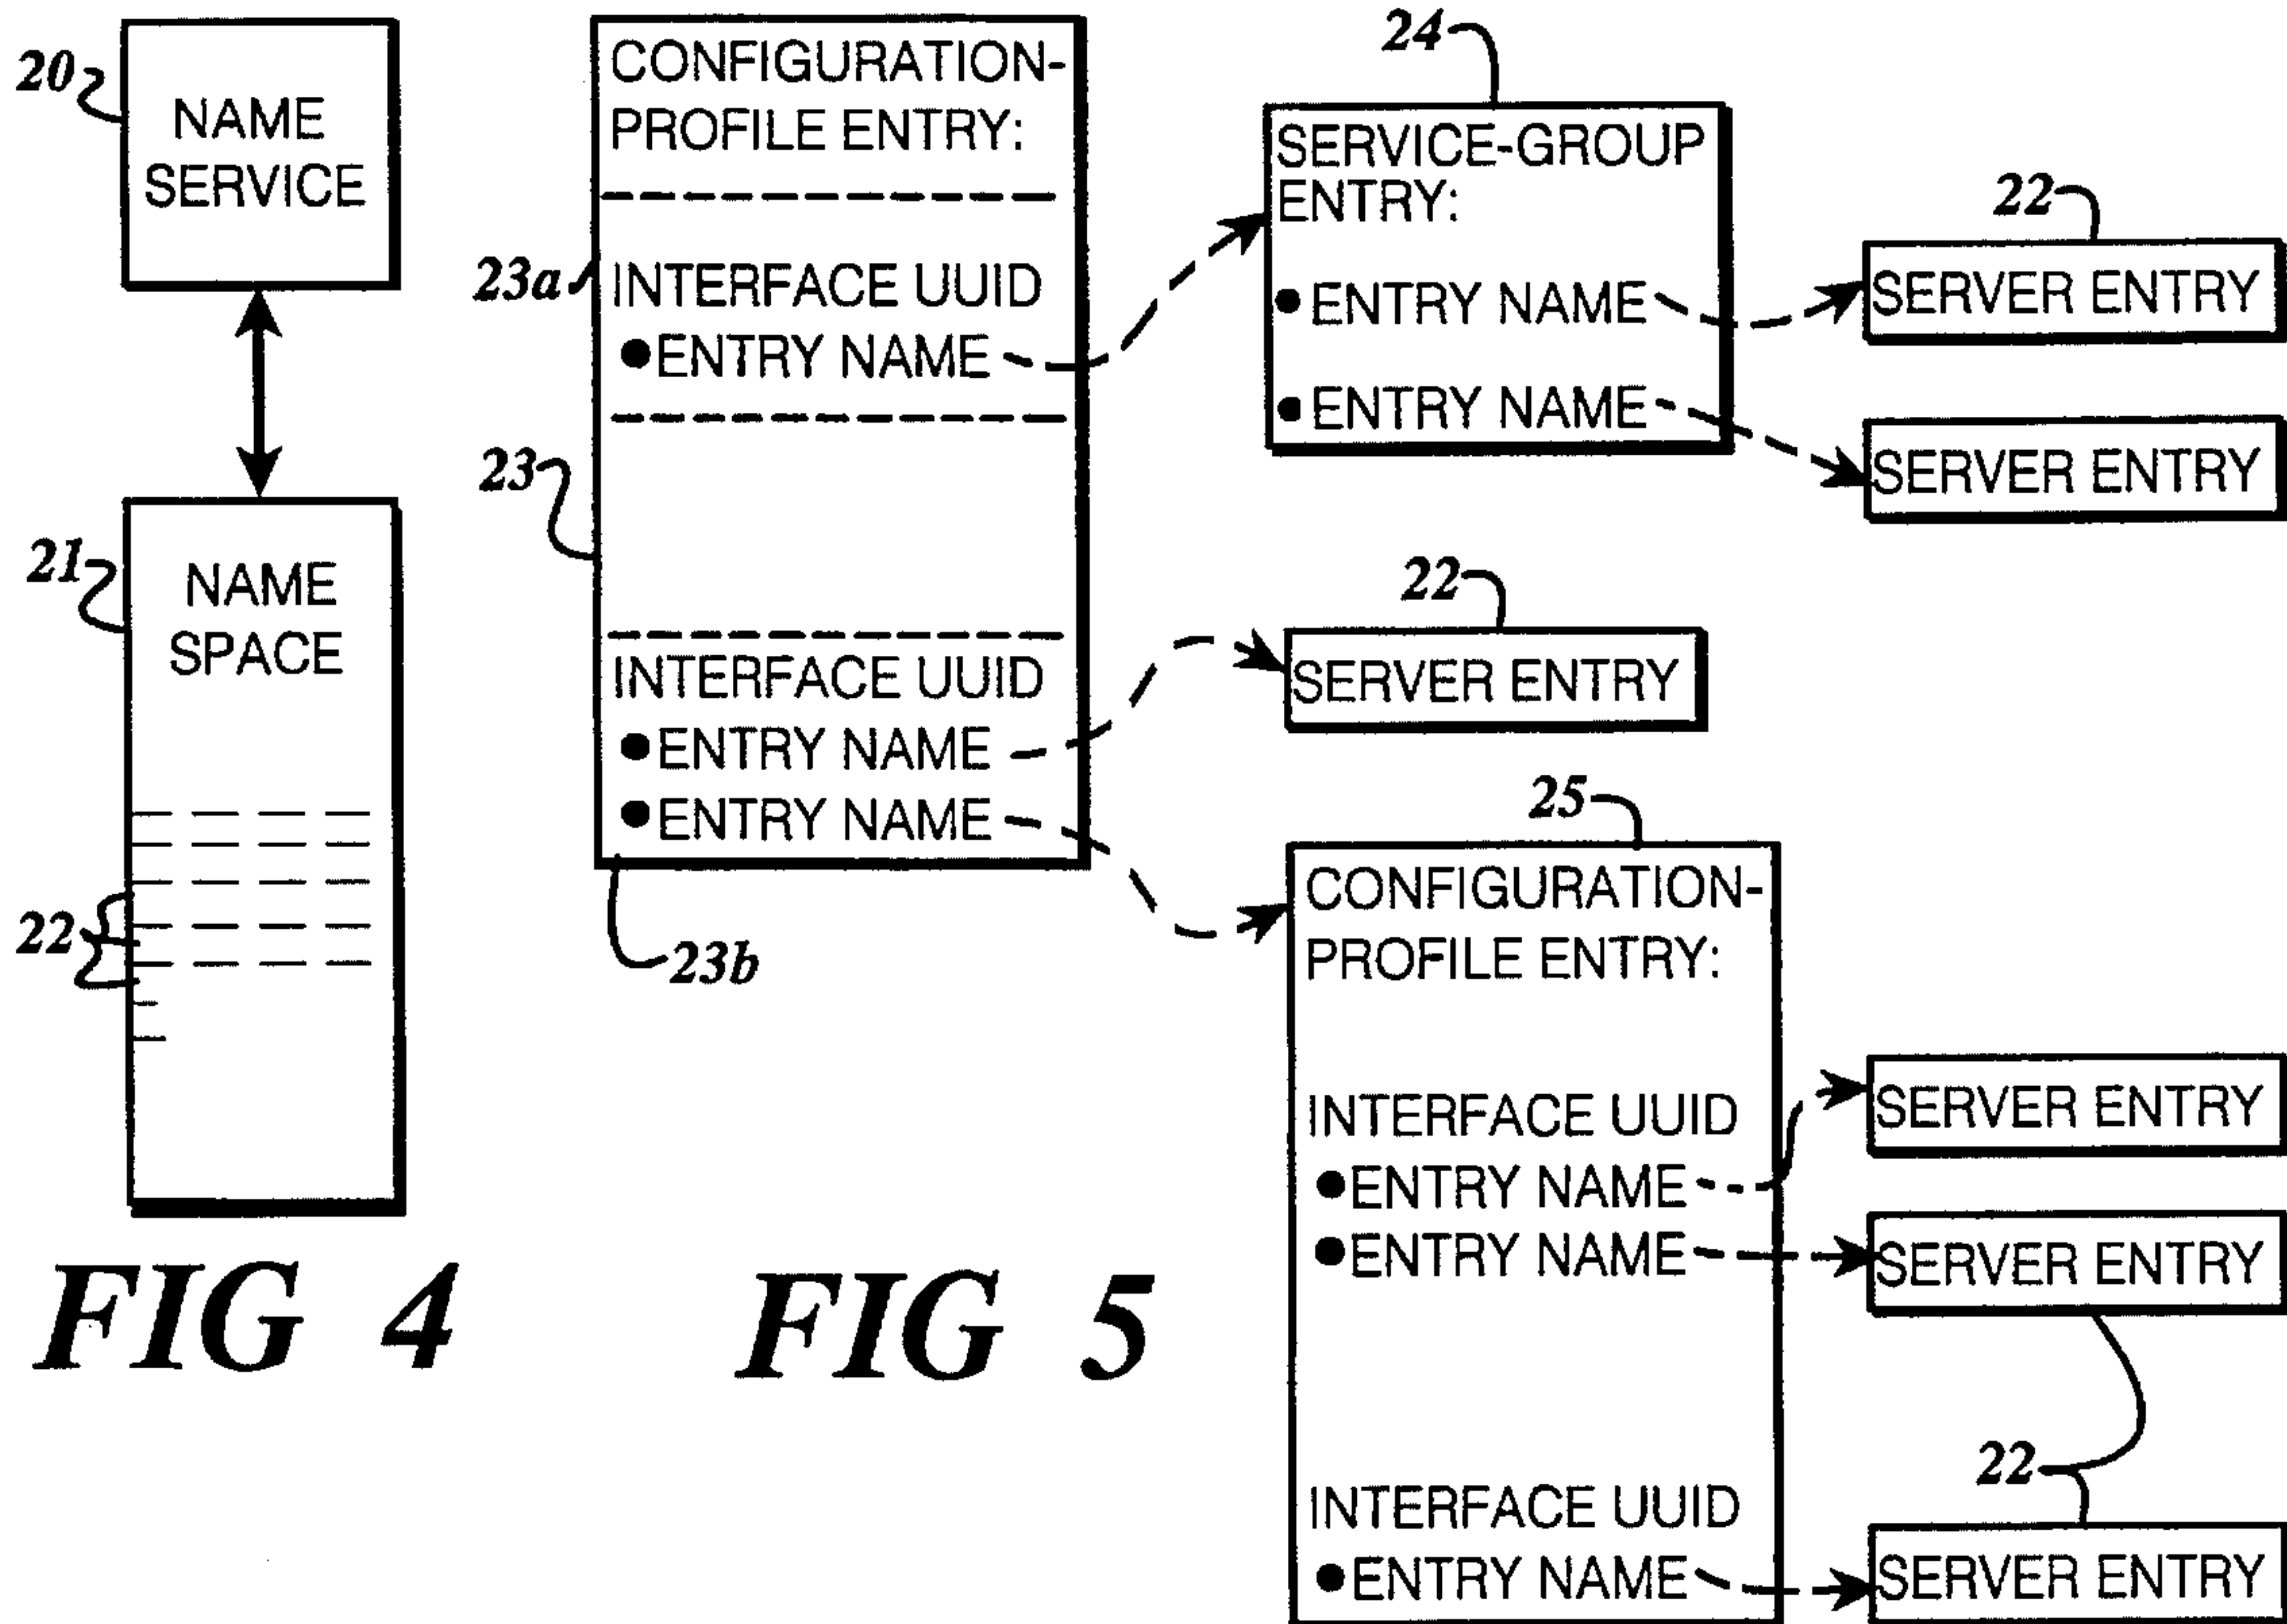 20
NAME
SERVICE
21
NAME
SPACE
22
FIG 4
CONFIGURATION-
PROFILE ENTRY:
23a
INTERFACE UUID
●ENTRY NAME
23
INTERFACE UUID
●ENTRY NAME
●ENTRY NAME
23b
24
SERVICE-GROUP
ENTRY:
●ENTRY NAME
●ENTRY NAME
22
SERVER ENTRY
SERVER ENTRY
22
SERVER ENTRY
25
CONFIGURATION-
PROFILE ENTRY:
INTERFACE UUID
●ENTRY NAME
●ENTRY NAME
INTERFACE UUID
●ENTRY NAME
SERVER ENTRY
SERVER ENTRY
22
SERVER ENTRY
FIG 5